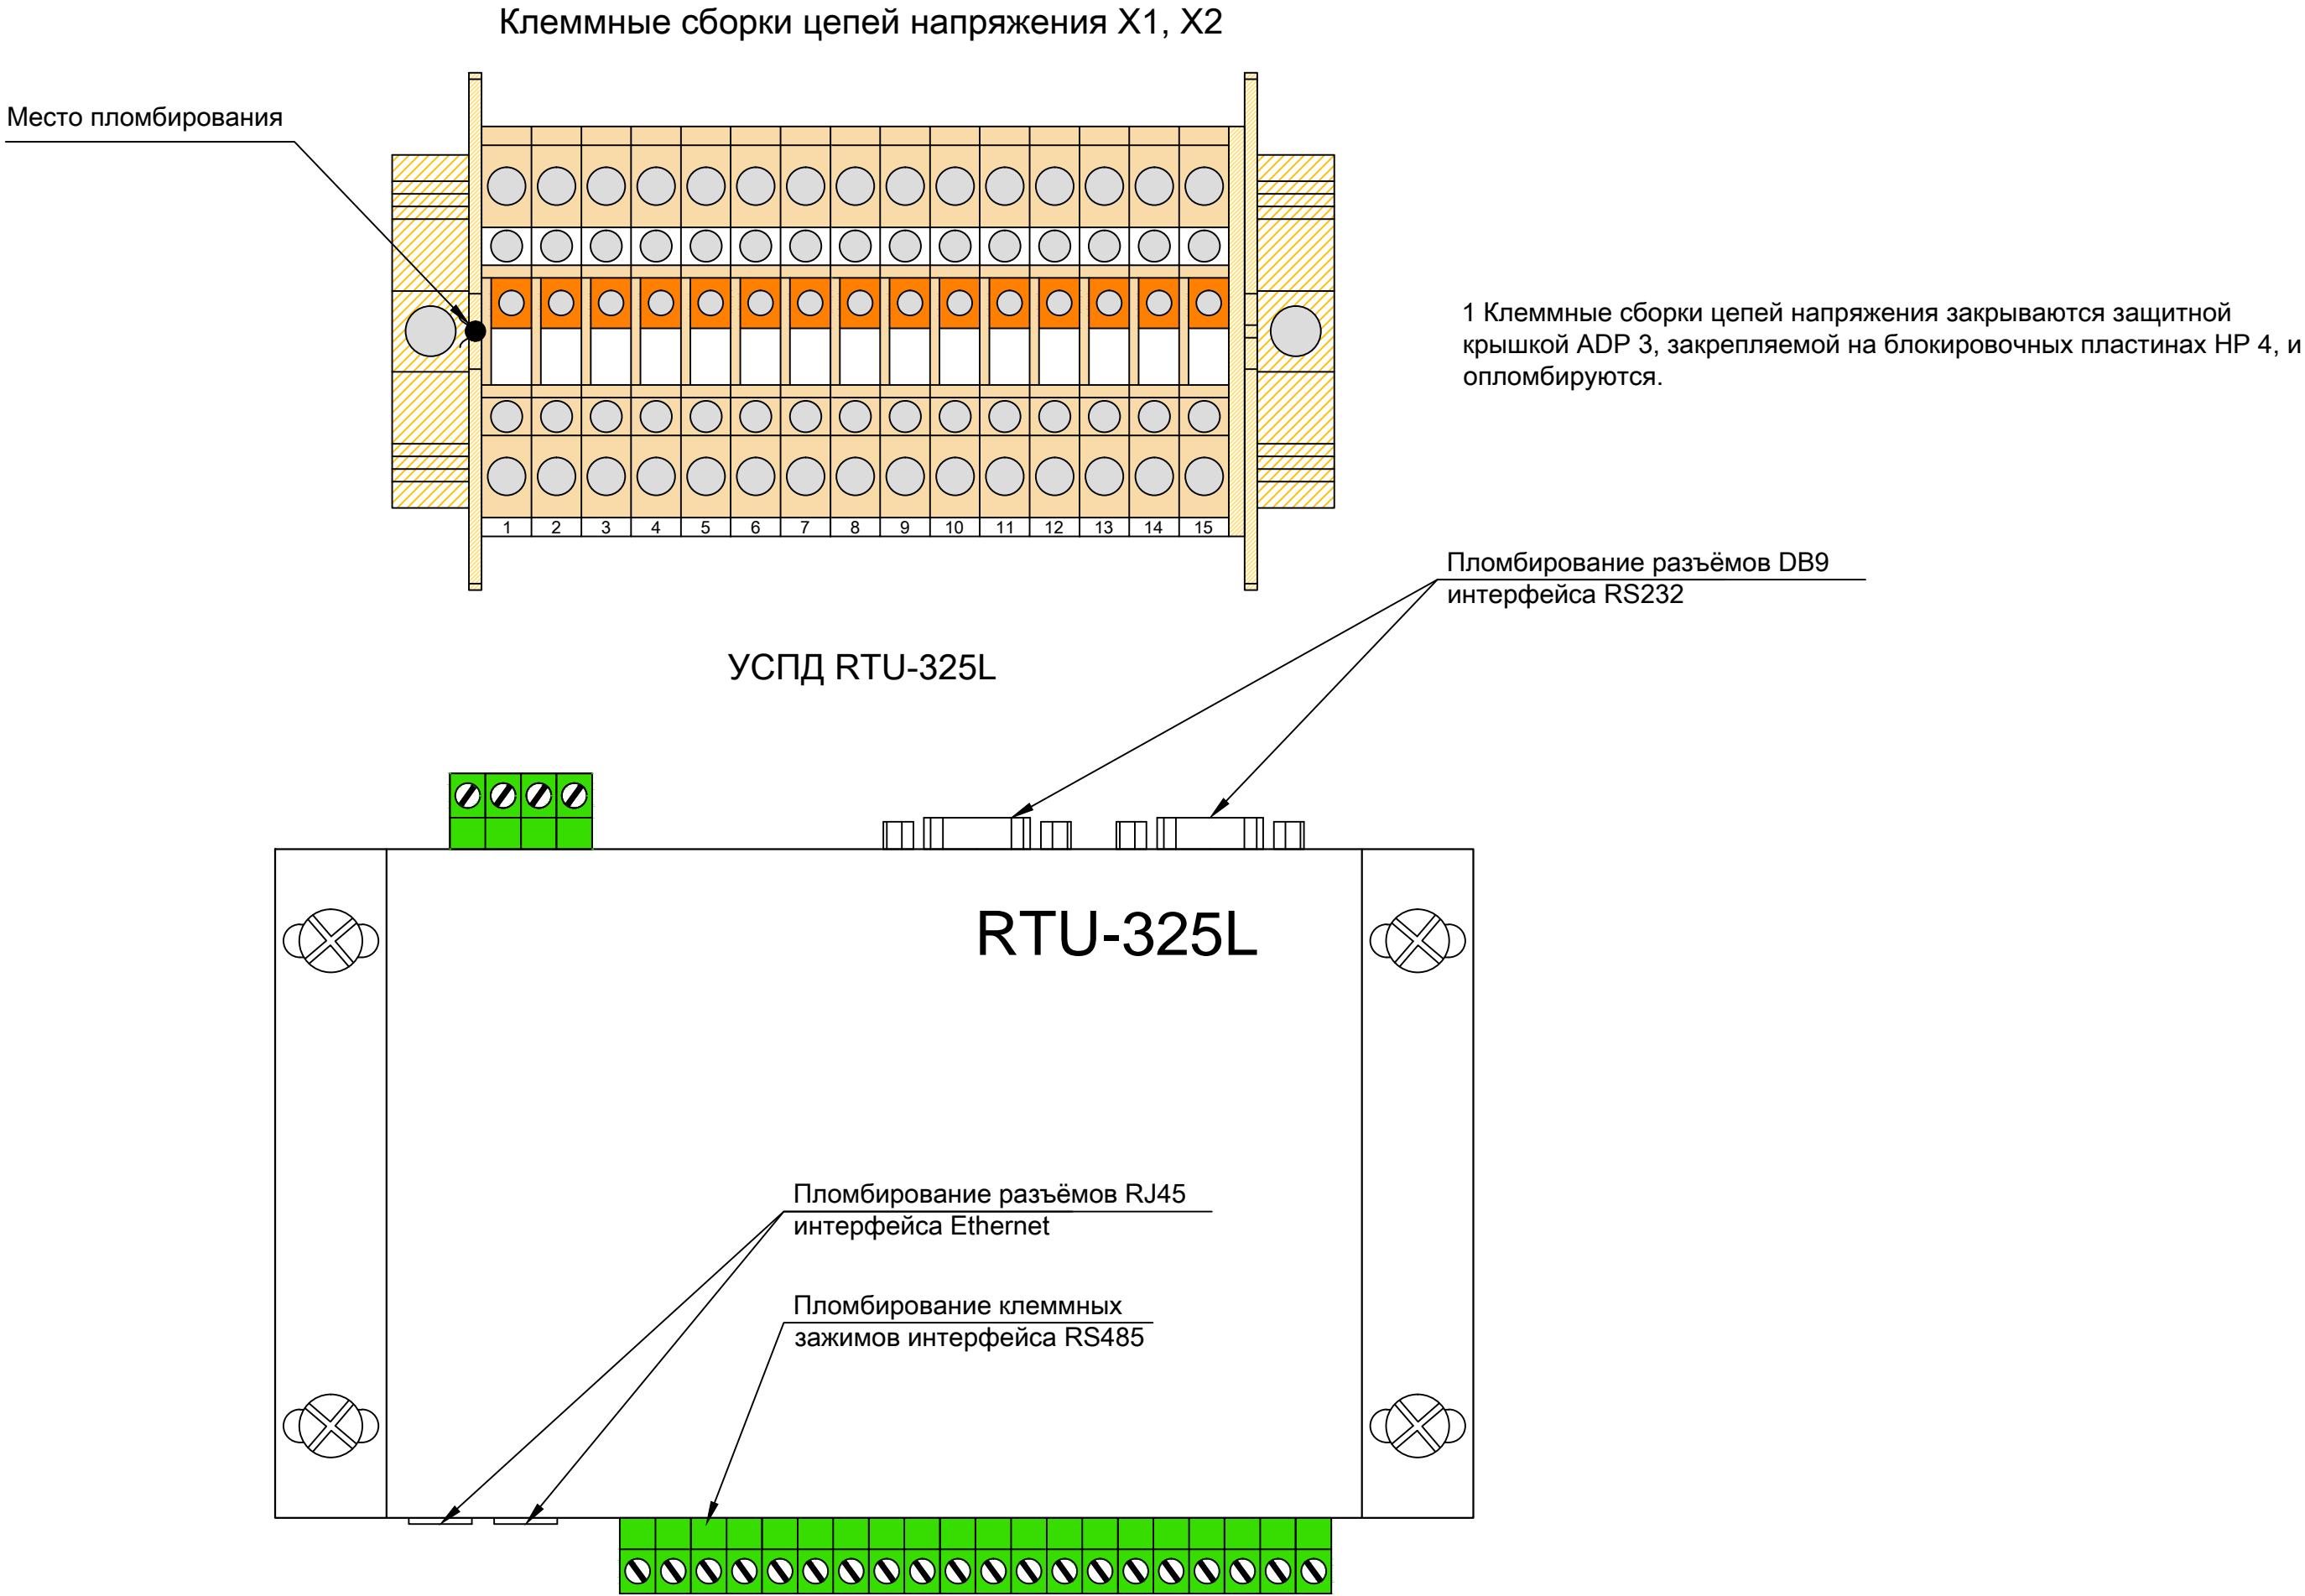 Клеммные сборки цепей напряжения X1, X2
Место пломбирования
1 Клеммные сборки цепей напряжения закрываются защитной
крышкой ADP 3, закрепляемой на блокировочных пластинах HP 4, и
опломбируются.
1 2 3 4 5 6 7 8 9 10 11 12 13 14 15
Пломбирование разъёмов DB9
интерфейса RS232
УСПД RTU-325L
RTU-325L
Пломбирование разъёмов RJ45
интерфейса Ethernet
Пломбирование клеммных
зажимов интерфейса RS485